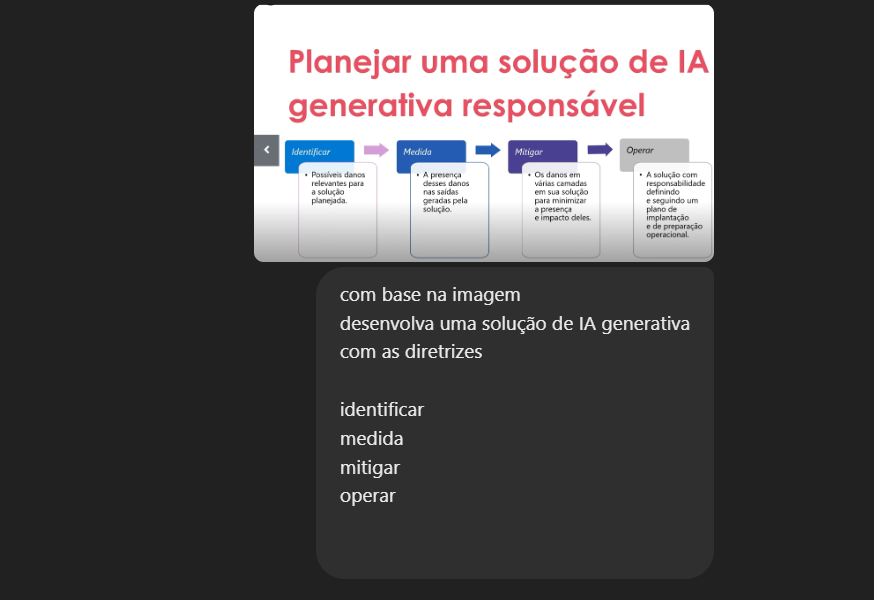 Planejar uma solução de IA
generativa responsável
Identificar
• Possíveis danos
relevantes para
a solução
planejada.
Medida
• A presença
desses danos
nas saídas
geradas pela
solução.
Mitigar
• Os danos em
várias camadas
em sua solução
para minimizar
a presença
e impacto deles.
Operar
• A solução com
responsabilidade
definindo
e seguindo um
plano de
implantação
e de preparação
operacional.
com base na imagem
desenvolva uma solução de IA generativa
com as diretrizes
identificar
medida
mitigar
operar